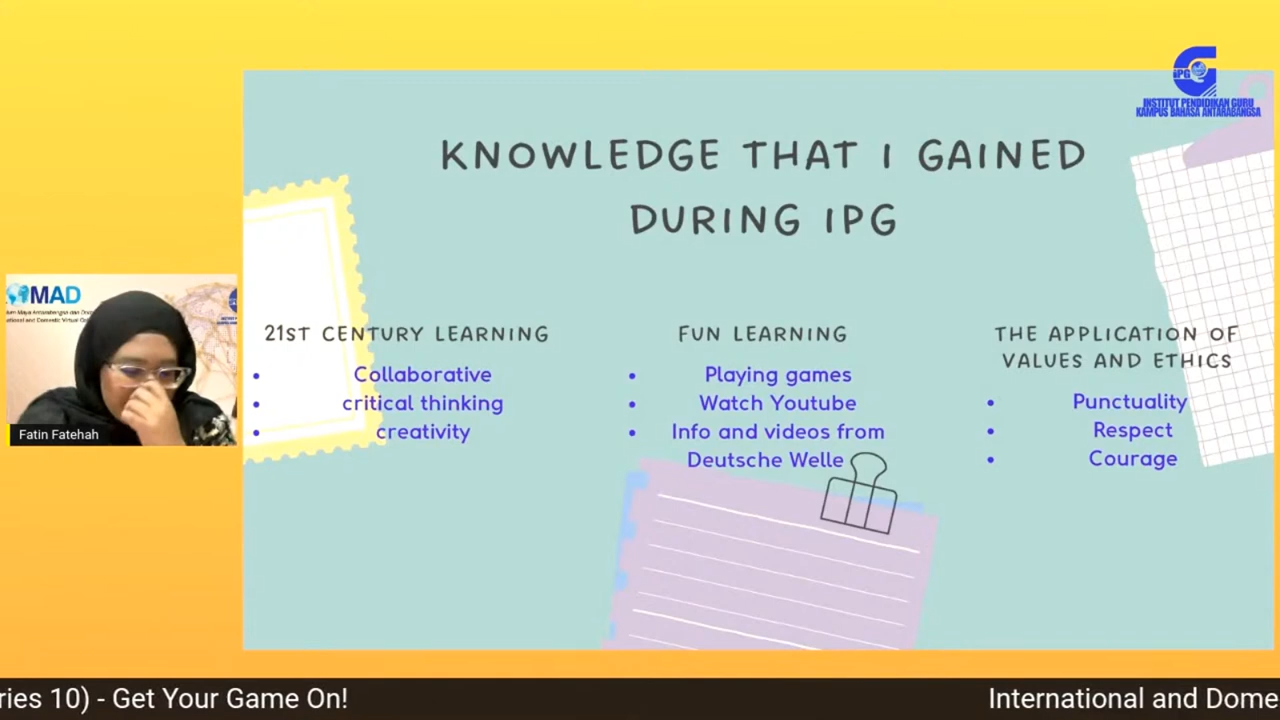 iPG
INSTITUT PENDIDIKAN GURU
KAMPUS BAHASA ANTARABANGSA
KNOWLEDGE THAT I GAINED
DURING IPG
21ST CENTURY LEARNING
• Collaborative
• critical thinking
• creativity
FUN LEARNING
• Playing games
• Watch Youtube
• Info and videos from
Deutsche Welle
THE APPLICATION OF
VALUES AND ETHICS
• Punctuality
• Respect
• Courage
MAD
Fatin Fatehah
ries 10) - Get Your Game On!
International and Dome